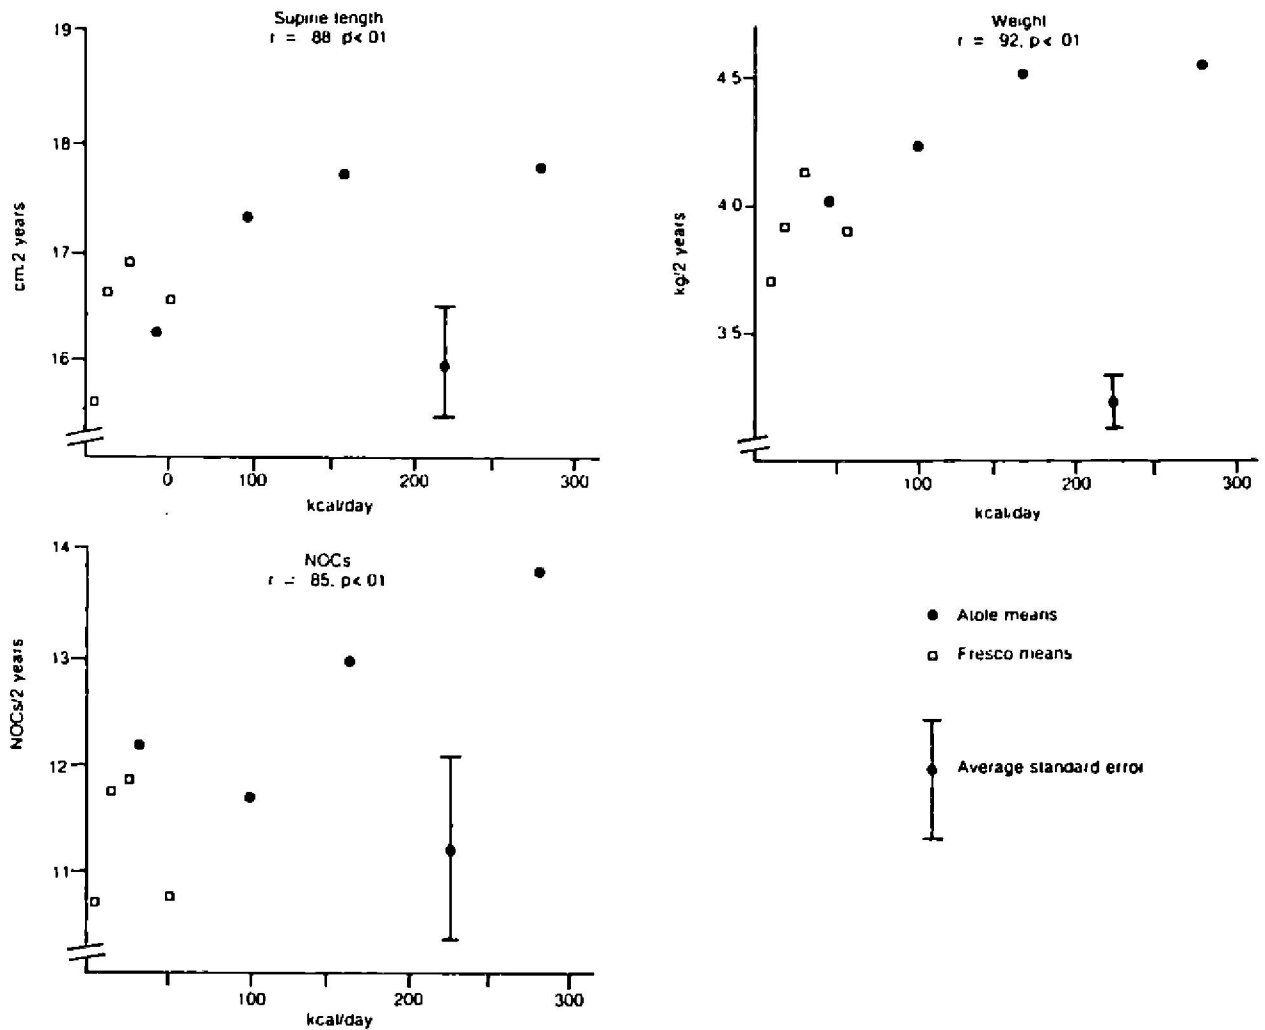 Supine length
r = 88 p< 01
19
18
17
16
cm.2 years
0
100
200
300
kcal/day
Weight
r = 92, p< 01
4 5
4 0
3 5
kg/2 years
100
200
300
kcal/day
NOCs
r = 85, p< 01
14
13
12
11
NOCs/2 years
100
200
300
kcal/day
Atole means
Fresco means
Average standard error